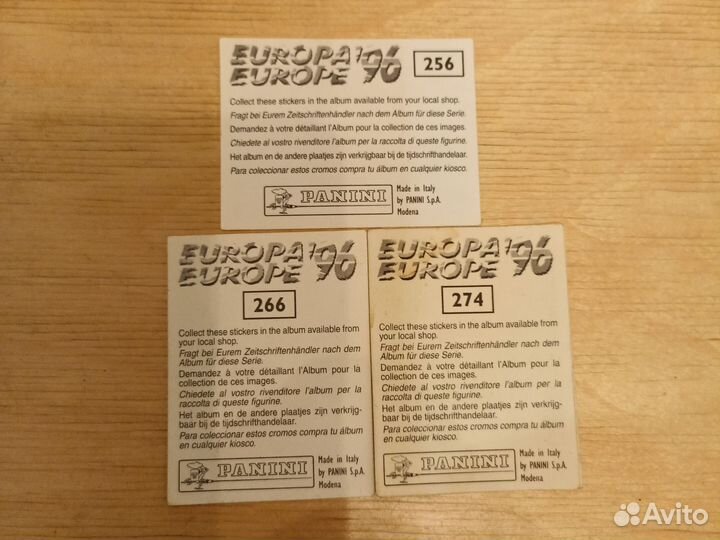 EUROPA '96
EUROPE
256
Collect these stickers in the album available from your local shop.
Fragt bei Eurem Zeitschriftenhändler nach dem Album für diese Serie.
Demandez à votre détaillant l'Album pour la collection de ces images.
Chiedete al vostro rivenditore l'album per la raccolta di queste figurine.
Het album en de andere plaatjes zijn verkrijgbaar bij de tijdschrifthandelaar.
Para coleccionar estos cromos compra tu álbum en cualquier kiosco.
PANINI
Made in Italy
by PANINI S.p.A.
Modena
EUROPA '96
EUROPE
266
Collect these stickers in the album available from
your local shop.
Fragt bei Eurem Zeitschriftenhändler nach dem
Album für diese Serie.
Demandez à votre détaillant l'Album pour la
collection de ces images.
Chiedete al vostro rivenditore l'album per la
raccolta di queste figurine.
Het album en de andere plaatjes zijn verkrijg-
baar bij de tijdschrifthandelaar.
Para coleccionar estos cromos compra tu álbum
en cualquier kiosco.
PANINI
Made in Italy
by PANINI S.p.A.
Modena
EUROPA '96
EUROPE
274
Collect these stickers in the album available from
your local shop.
Fragt bei Eurem Zeitschriftenhändler nach dem
Album für diese Serie.
Demandez à votre détaillant l'Album pour la
collection de ces images.
Chiedete al vostro rivenditore l'album per la
raccolta di queste figurine.
Het album en de andere plaatjes zijn verkrijg-
baar bij de tijdschrifthandelaar.
Para coleccionar estos cromos compra tu álbum
en cualquier kiosco.
PANINI
Made in Italy
by PANINI S.p.A.
Modena
Avito